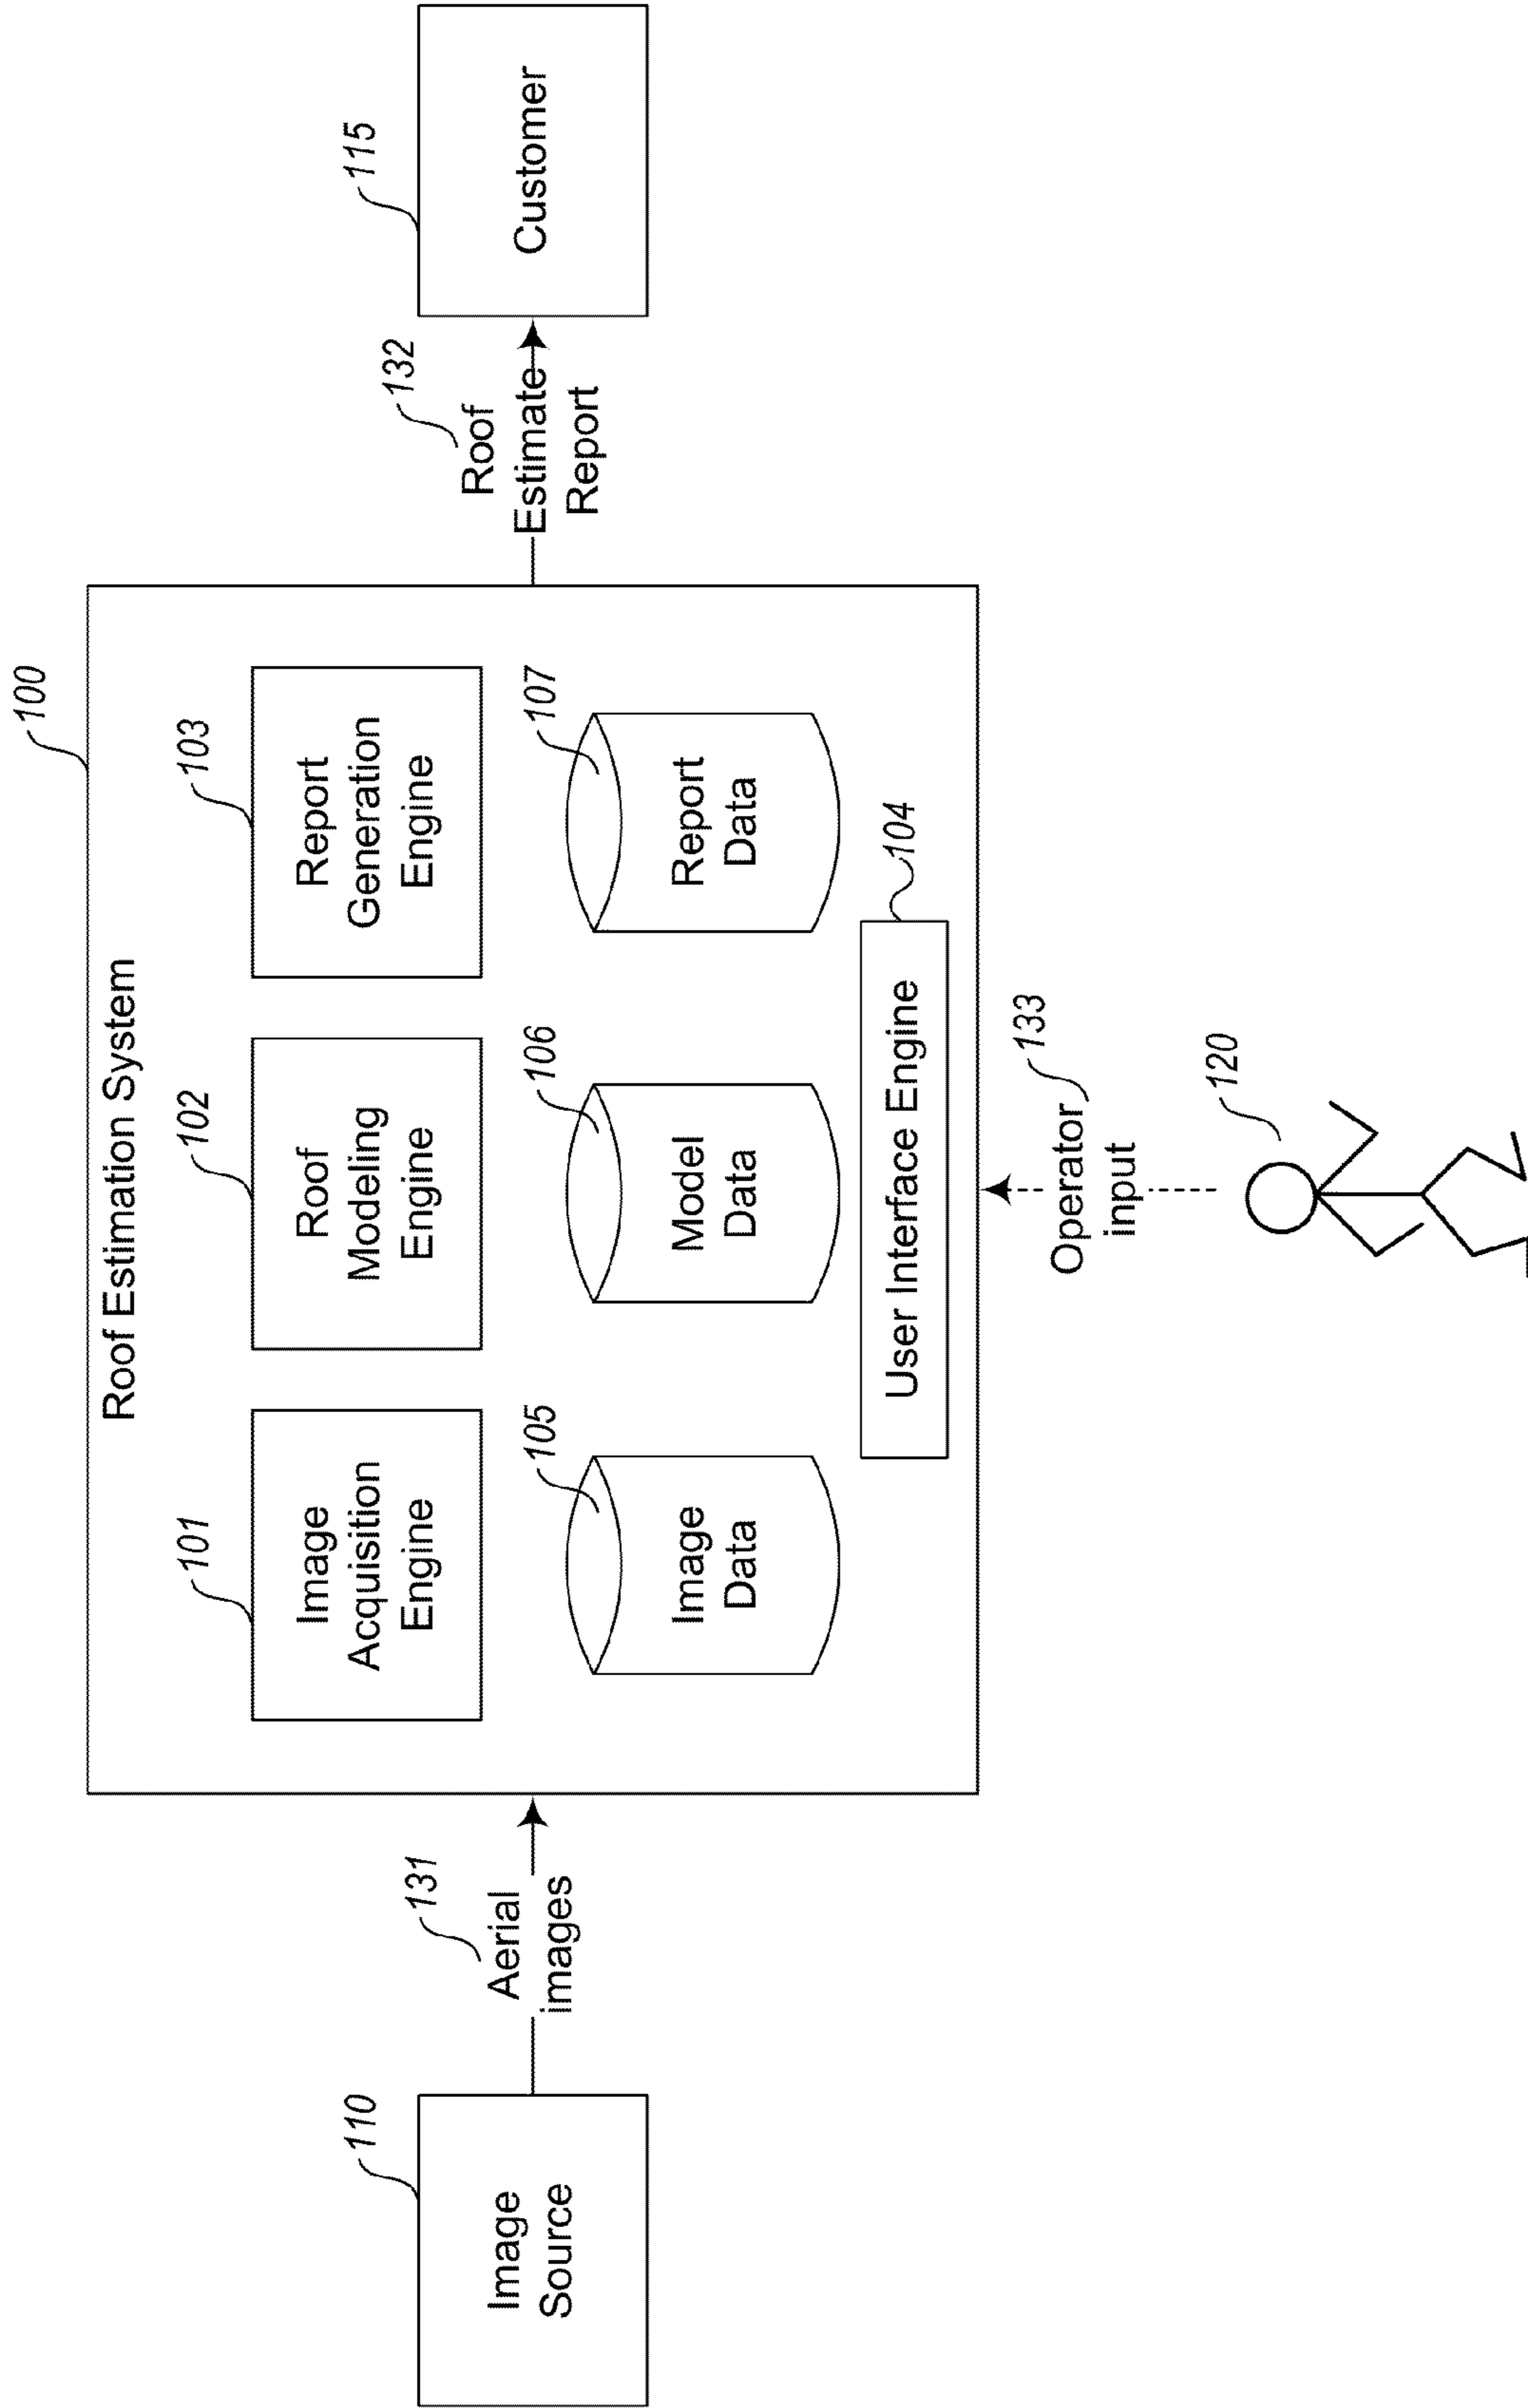 100
Roof Estimation System
101
Image
Acquisition
Engine
102
Roof
Modeling
Engine
103
Report
Generation
Engine
110
Image
Source
131
Aerial
images
132
Roof
Estimate
Report
115
Customer
105
Image
Data
106
Model
Data
107
Report
Data
104
User Interface Engine
Operator
input
133
120